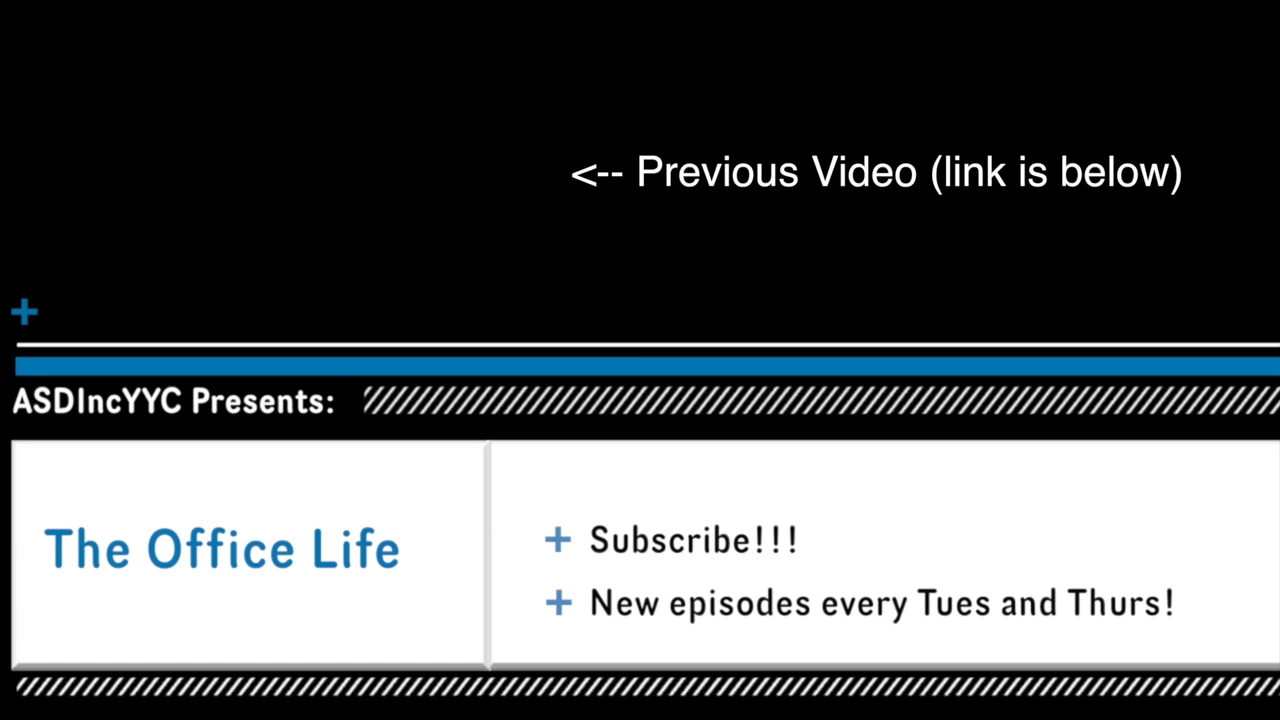 <-- Previous Video (link is below)
ASDIncYYC Presents:
The Office Life
+ Subscribe!!!
+ New episodes every Tues and Thurs!